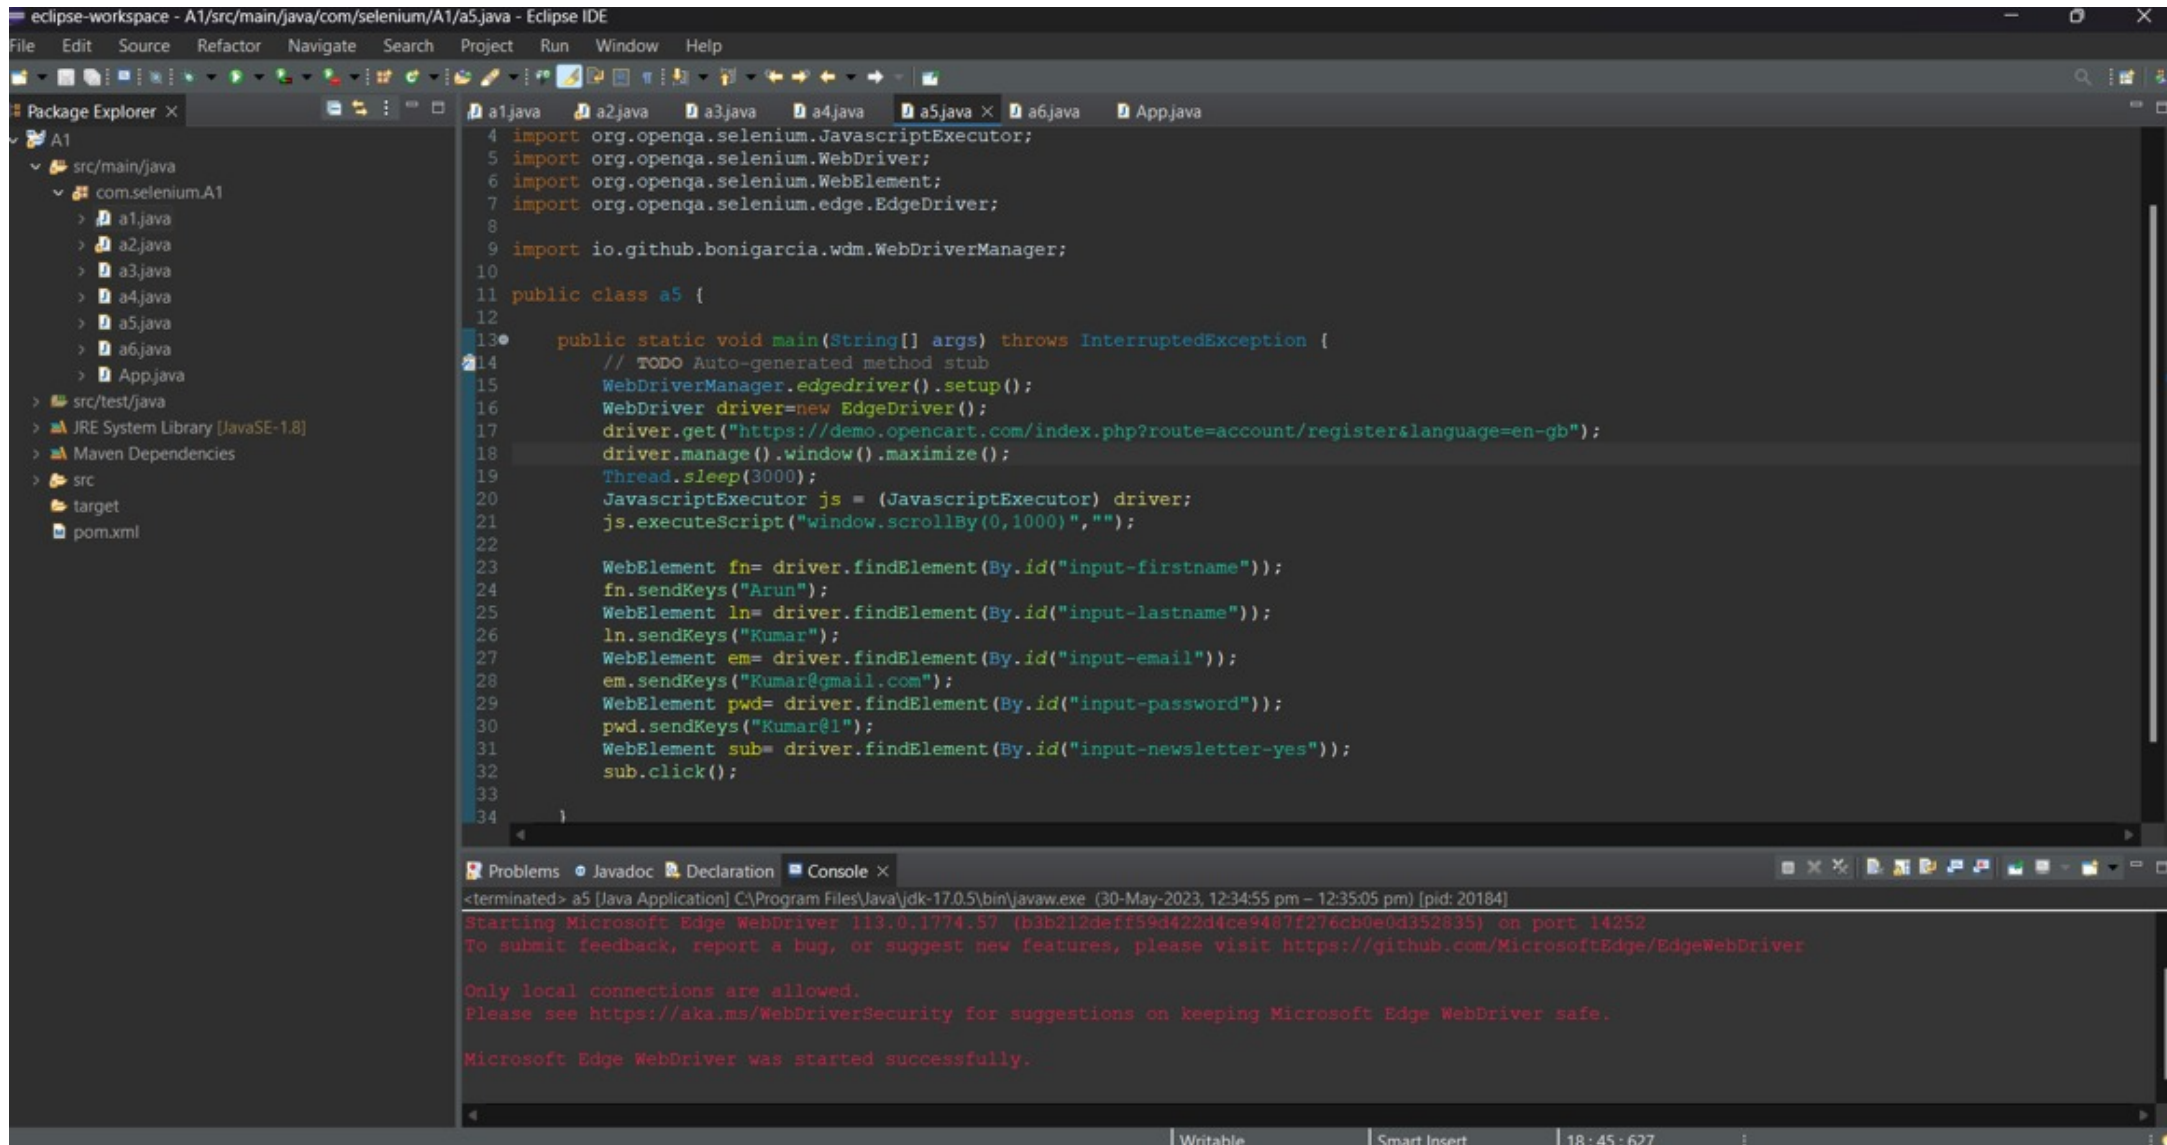 eclipse-workspace - A1/src/main/java/com/selenium/A1/a5.java - Eclipse IDE
File Edit Source Refactor Navigate Search Project Run Window Help
Package Explorer
A1
src/main/java
com.selenium.A1
a1.java
a2.java
a3.java
a4.java
a5.java
a6.java
App.java
src/test/java
JRE System Library [JavaSE-1.8]
Maven Dependencies
src
target
pom.xml
a1.java a2.java a3.java a4.java a5.java a6.java App.java
4 import org.openqa.selenium.JavascriptExecutor;
5 import org.openqa.selenium.WebDriver;
6 import org.openqa.selenium.WebElement;
7 import org.openqa.selenium.edge.EdgeDriver;
8
9 import io.github.bonigarcia.wdm.WebDriverManager;
10
11 public class a5 {
12
13 public static void main(String[] args) throws InterruptedException {
14 // TODO Auto-generated method stub
15 WebDriverManager.edgedriver().setup();
16 WebDriver driver=new EdgeDriver();
17 driver.get("https://demo.opencart.com/index.php?route=account/register&language=en-gb");
18 driver.manage().window().maximize();
19 Thread.sleep(3000);
20 JavascriptExecutor js = (JavascriptExecutor) driver;
21 js.executeScript("window.scrollBy(0,1000)","");
22
23 WebElement fn= driver.findElement(By.id("input-firstname"));
24 fn.sendKeys("Arun");
25 WebElement ln= driver.findElement(By.id("input-lastname"));
26 ln.sendKeys("Kumar");
27 WebElement em= driver.findElement(By.id("input-email"));
28 em.sendKeys("Kumar@gmail.com");
29 WebElement pwd= driver.findElement(By.id("input-password"));
30 pwd.sendKeys("Kumar@1");
31 WebElement sub= driver.findElement(By.id("input-newsletter-yes"));
32 sub.click();
33
34 }
Problems Javadoc Declaration Console
<terminated> a5 [Java Application] C:\Program Files\Java\jdk-17.0.5\bin\javaw.exe (30-May-2023, 12:34:55 pm – 12:35:05 pm) [pid: 20184]
Starting Microsoft Edge WebDriver 113.0.1774.57 (b3b212deff59d422d4ce9487f276cb0e0d352835) on port 14252
To submit feedback, report a bug, or suggest new features, please visit https://github.com/MicrosoftEdge/EdgeWebDriver
Only local connections are allowed.
Please see https://aka.ms/WebDriverSecurity for suggestions on keeping Microsoft Edge WebDriver safe.
Microsoft Edge WebDriver was started successfully.
Writable Smart Insert 18 : 45 : 627